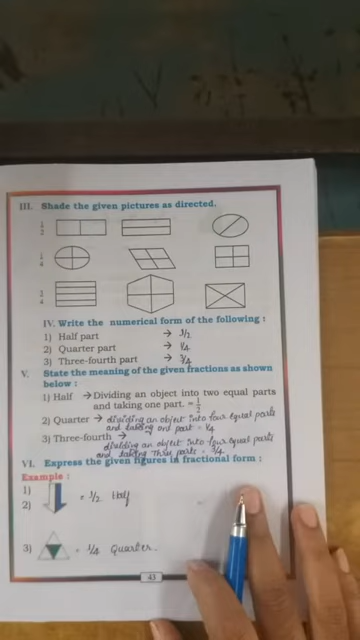 III. Shade the given pictures as directed.
1/2
1/4
3/4
IV. Write the numerical form of the following :
1) Half part → 1/2
2) Quarter part → 1/4
3) Three-fourth part → 3/4
V. State the meaning of the given fractions as shown
below :
1) Half → Dividing an object into two equal parts
and taking one part. = 1/2
2) Quarter → dividing an object into four equal parts
and taking one part = 1/4
3) Three-fourth →
dividing an object into four equal parts
and taking three parts = 3/4.
VI. Express the given figures in fractional form :
Example :
1) = 1/2 Half
2)
3) = 1/4 Quarter.
43